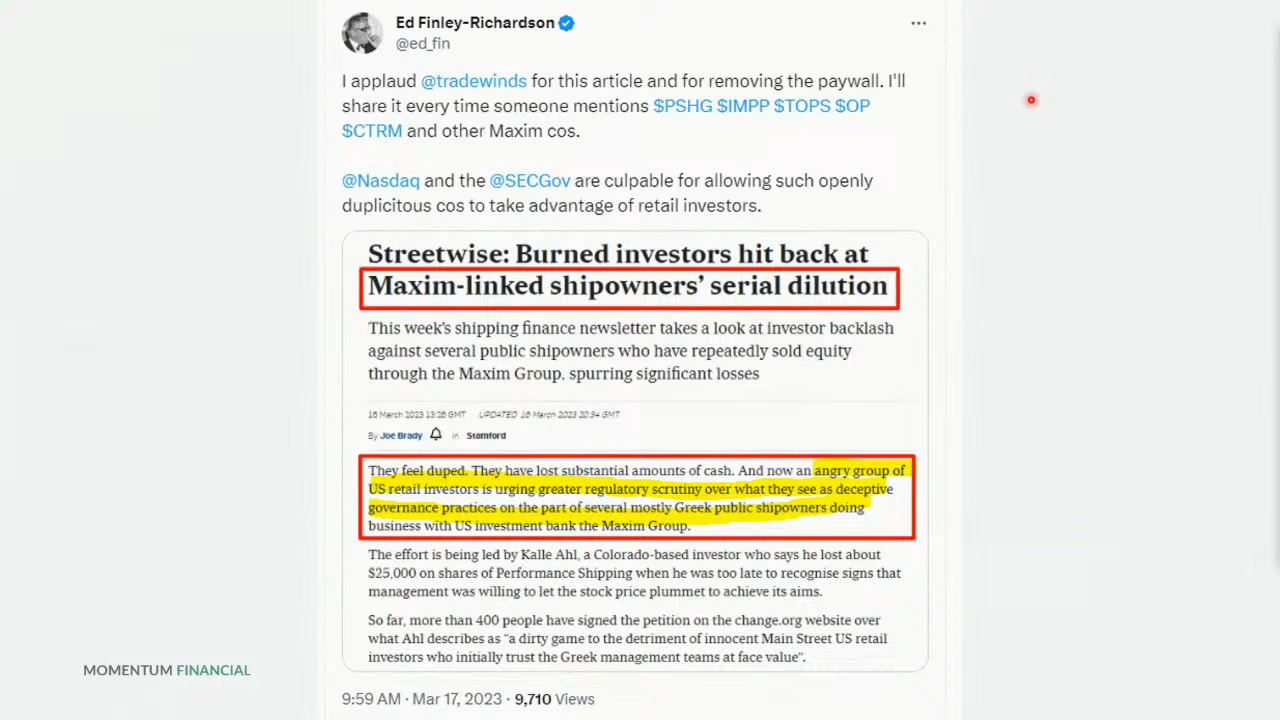 Ed Finley-Richardson
@ed_fin
I applaud @tradewinds for this article and for removing the paywall. I'll
share it every time someone mentions $PSHG $IMPP $TOPS $OP
$CTRM and other Maxim cos.
@Nasdaq and the @SECGov are culpable for allowing such openly
duplicitous cos to take advantage of retail investors.
Streetwise: Burned investors hit back at
Maxim-linked shipowners’ serial dilution
This week's shipping finance newsletter takes a look at investor backlash
against several public shipowners who have repeatedly sold equity
through the Maxim Group, spurring significant losses
16 March 2023 13:26 GMT UPDATED 16 March 2023 20:34 GMT
By Joe Brady in Stamford
They feel duped. They have lost substantial amounts of cash. And now an angry group of
US retail investors is urging greater regulatory scrutiny over what they see as deceptive
governance practices on the part of several mostly Greek public shipowners doing
business with US investment bank the Maxim Group.
The effort is being led by Kalle Ahl, a Colorado-based investor who says he lost about
$25,000 on shares of Performance Shipping when he was too late to recognise signs that
management was willing to let the stock price plummet to achieve its aims.
So far, more than 400 people have signed the petition on the change.org website over
what Ahl describes as “a dirty game to the detriment of innocent Main Street US retail
investors who initially trust the Greek management teams at face value”.
MOMENTUM FINANCIAL
9:59 AM · Mar 17, 2023 · 9,710 Views